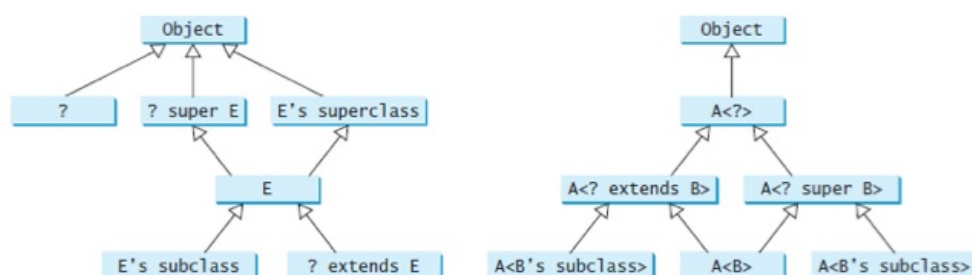 Object
Object
?
? super E
E's superclass
A<?>
E
A<? extends B>
A<? super B>
E's subclass
? extends E
A<B's subclass>
A<B>
A<B's subclass>